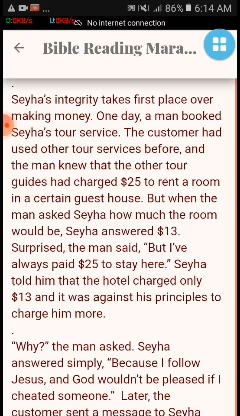 0KB/s 0KB/s 86% 6:14 AM
No internet connection
Bible Reading Mara...
.
Seyha's integrity takes first place over
making money. One day, a man booked
Seyha's tour service. The customer had
used other tour services before, and
the man knew that the other tour
guides had charged $25 to rent a room
in a certain guest house. But when the
man asked Seyha how much the room
would be, Seyha answered $13.
Surprised, the man said, “But I've
always paid $25 to stay here.” Seyha
told him that the hotel charged only
$13 and it was against his principles to
charge him more.
.
“Why?” the man asked. Seyha
answered simply, “Because I follow
Jesus, and God wouldn't be pleased if I
cheated someone.” Later, the
customer sent a message to Seyha